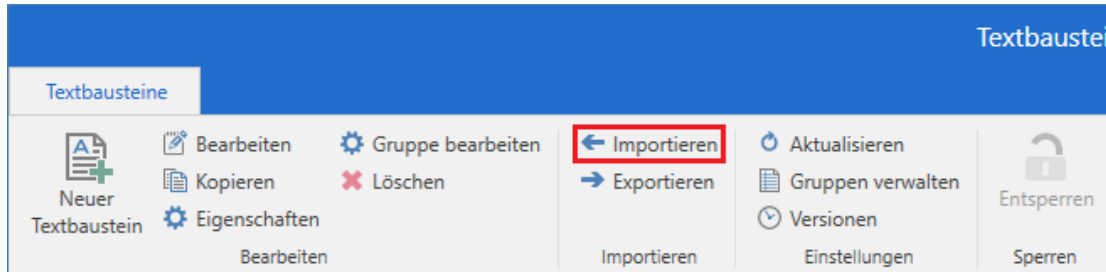 Textbaustei
Textbausteine
Neuer
Textbaustein
Bearbeiten
Kopieren
Eigenschaften
Gruppe bearbeiten
Löschen
Bearbeiten
Importieren
Exportieren
Importieren
Aktualisieren
Gruppen verwalten
Versionen
Einstellungen
Entsperren
Sperren